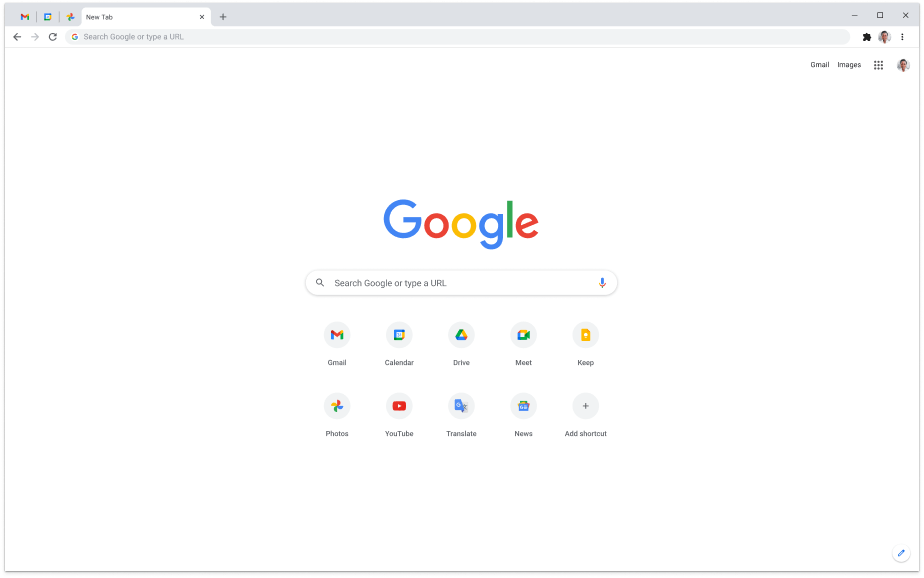 New Tab
Search Google or type a URL
Gmail Images
Google
Search Google or type a URL
Gmail Calendar Drive Meet Keep
Photos YouTube Translate News Add shortcut